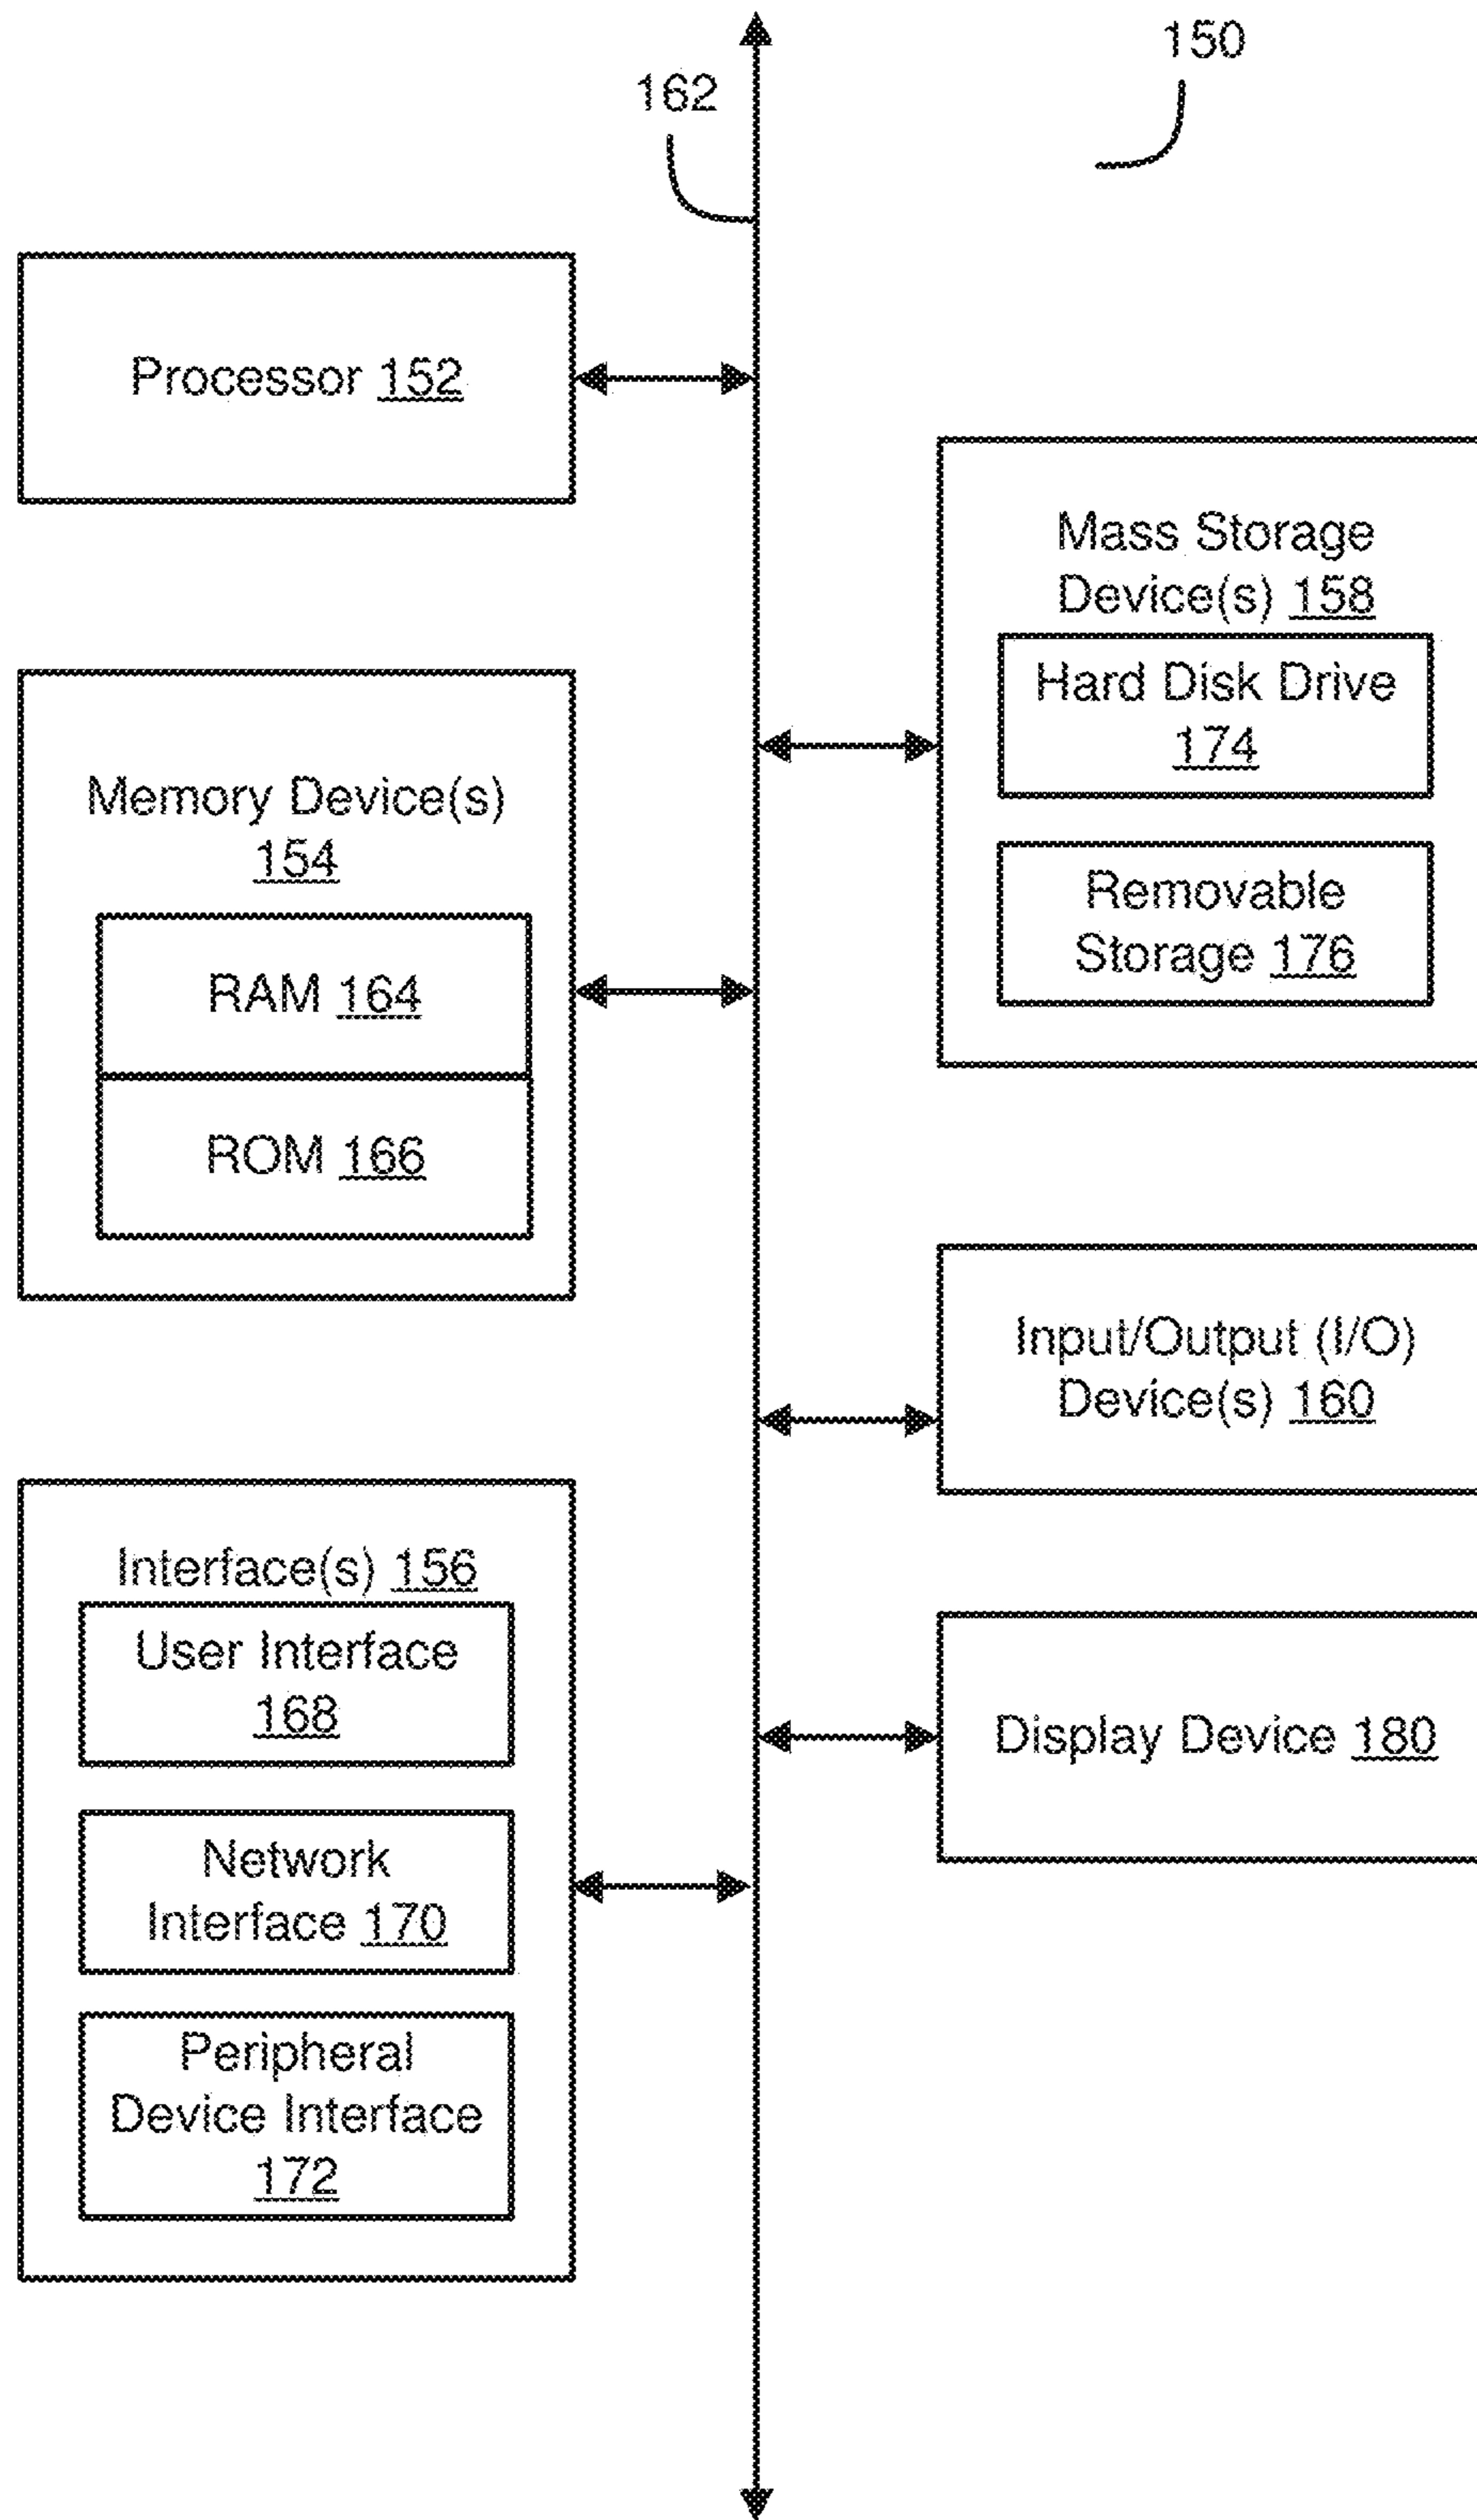 150
162
Processor 152
Mass Storage
Device(s) 158
Hard Disk Drive
174
Removable
Storage 176
Memory Device(s)
154
RAM 164
ROM 166
Input/Output (I/O)
Device(s) 160
Interface(s) 156
User Interface
168
Network
Interface 170
Peripheral
Device Interface
172
Display Device 180